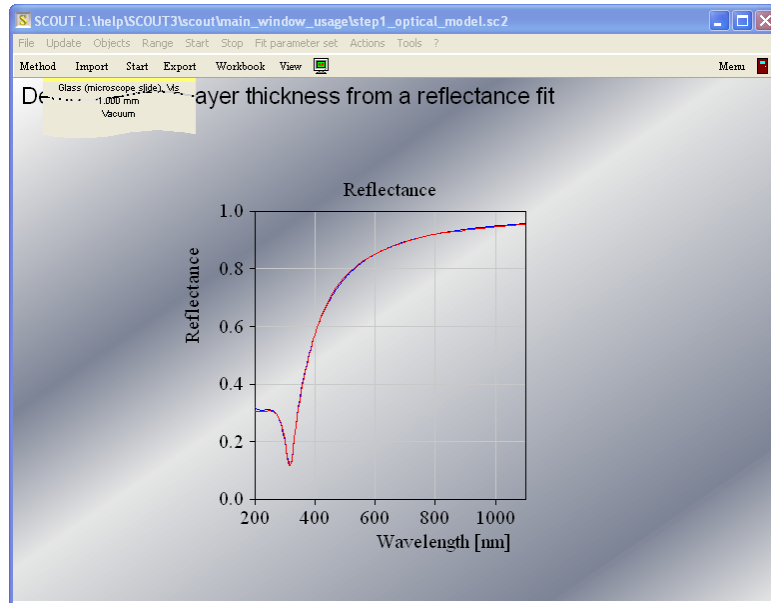 SCOUT L:\help\SCOUT3\scout\main_window_usage\step1_optical_model.sc2
File Update Objects Range Start Stop Fit parameter set Actions Tools ?
Method Import Start Export Workbook View Menu
Glass (microscope slide), Vis
1.000 mm
Vacuum
De ayer thickness from a reflectance fit
Reflectance
1.0
0.8
0.6
0.4
0.2
0.0
Reflectance
200 400 600 800 1000
Wavelength [nm]